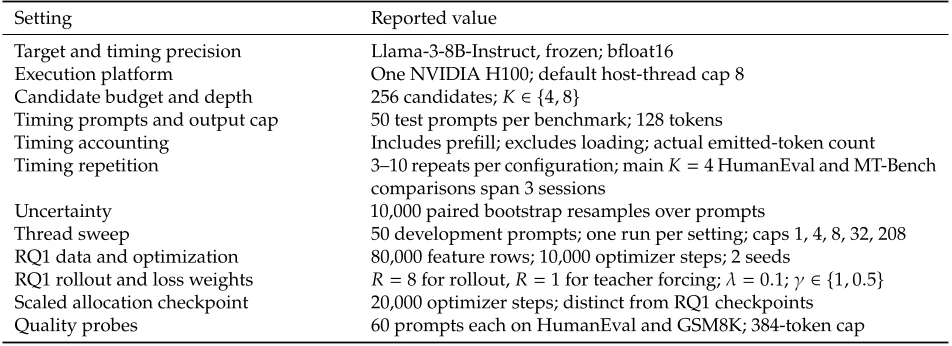 Setting Reported value
Target and timing precision Llama-3-8B-Instruct, frozen; bfloat16
Execution platform One NVIDIA H100; default host-thread cap 8
Candidate budget and depth 256 candidates; K ∈ {4, 8}
Timing prompts and output cap 50 test prompts per benchmark; 128 tokens
Timing accounting Includes prefill; excludes loading; actual emitted-token count
Timing repetition 3–10 repeats per configuration; main K = 4 HumanEval and MT-Bench
comparisons span 3 sessions
Uncertainty 10,000 paired bootstrap resamples over prompts
Thread sweep 50 development prompts; one run per setting; caps 1, 4, 8, 32, 208
RQ1 data and optimization 80,000 feature rows; 10,000 optimizer steps; 2 seeds
RQ1 rollout and loss weights R = 8 for rollout, R = 1 for teacher forcing; λ = 0.1; γ ∈ {1, 0.5}
Scaled allocation checkpoint 20,000 optimizer steps; distinct from RQ1 checkpoints
Quality probes 60 prompts each on HumanEval and GSM8K; 384-token cap